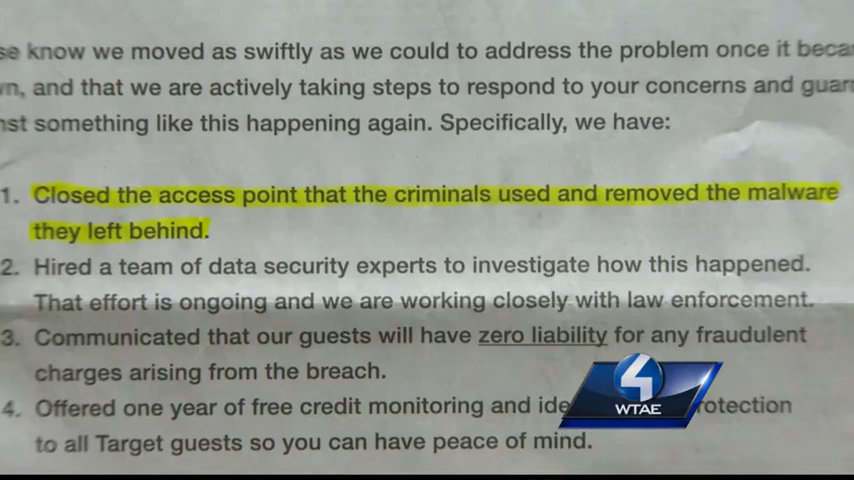 se know we moved as swiftly as we could to address the problem once it beca
wn, and that we are actively taking steps to respond to your concerns and guar
nst something like this happening again. Specifically, we have:
1. Closed the access point that the criminals used and removed the malware
they left behind.
2. Hired a team of data security experts to investigate how this happened.
That effort is ongoing and we are working closely with law enforcement.
3. Communicated that our guests will have zero liability for any fraudulent
charges arising from the breach.
4. Offered one year of free credit monitoring and ide rotection
to all Target guests so you can have peace of mind.
4
WTAE